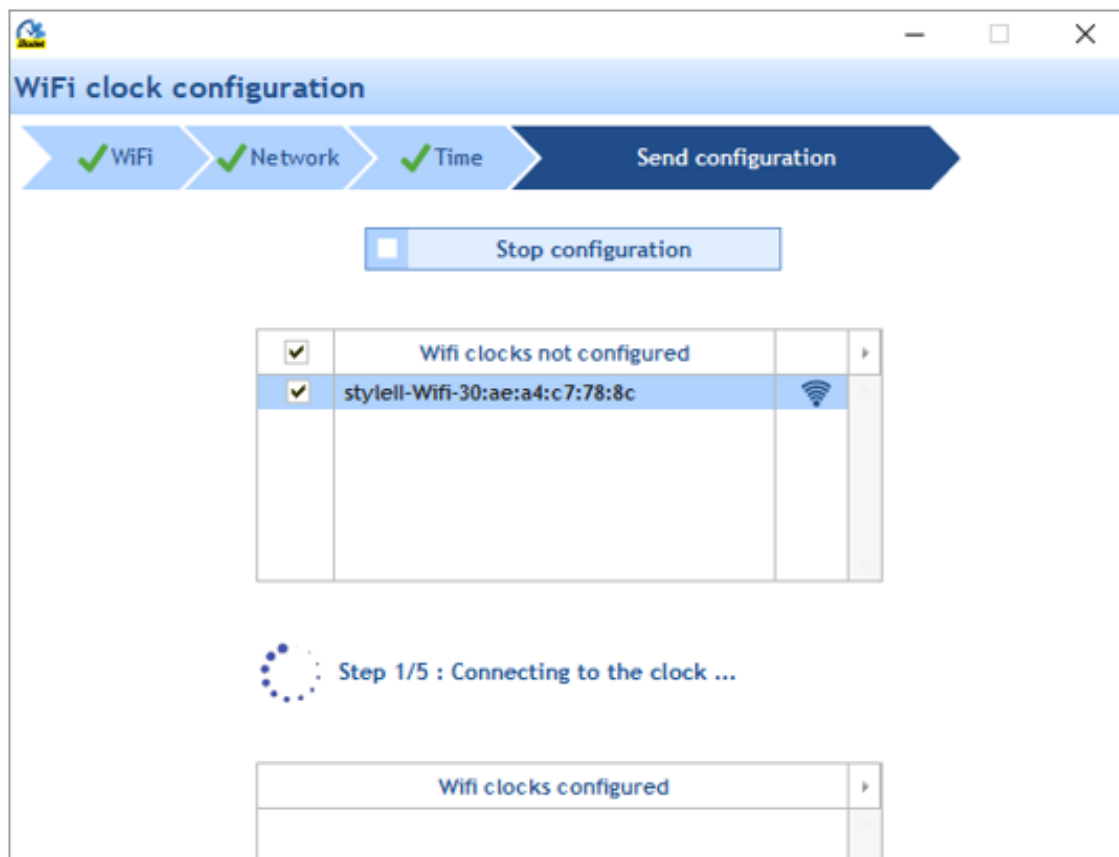 WiFi clock configuration
WiFi
Network
Time
Send configuration
Stop configuration
Wifi clocks not configured
stylell-Wifi-30:ae:a4:c7:78:8c
Step 1/5 : Connecting to the clock ...
Wifi clocks configured